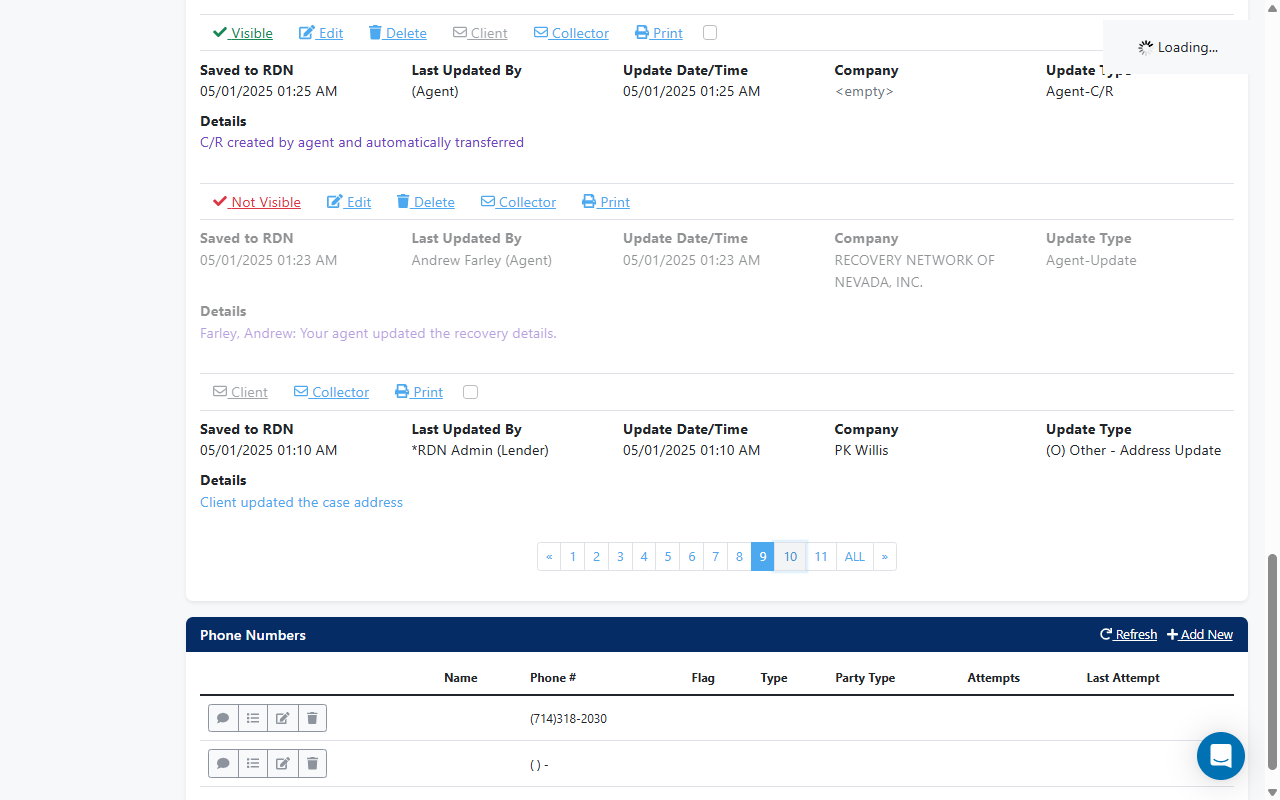 Visible Edit Delete Client Collector Print
Loading...
Saved to RDN Last Updated By Update Date/Time Company Update Type
05/01/2025 01:25 AM (Agent) 05/01/2025 01:25 AM <empty> Agent-C/R
Details
C/R created by agent and automatically transferred
Not Visible Edit Delete Collector Print
Saved to RDN Last Updated By Update Date/Time Company Update Type
05/01/2025 01:23 AM Andrew Farley (Agent) 05/01/2025 01:23 AM RECOVERY NETWORK OF Agent-Update
NEVADA, INC.
Details
Farley, Andrew: Your agent updated the recovery details.
Client Collector Print
Saved to RDN Last Updated By Update Date/Time Company Update Type
05/01/2025 01:10 AM *RDN Admin (Lender) 05/01/2025 01:10 AM PK Willis (O) Other - Address Update
Details
Client updated the case address
« 1 2 3 4 5 6 7 8 9 10 11 ALL »
Phone Numbers Refresh Add New
Name Phone # Flag Type Party Type Attempts Last Attempt
(714)318-2030
( ) -